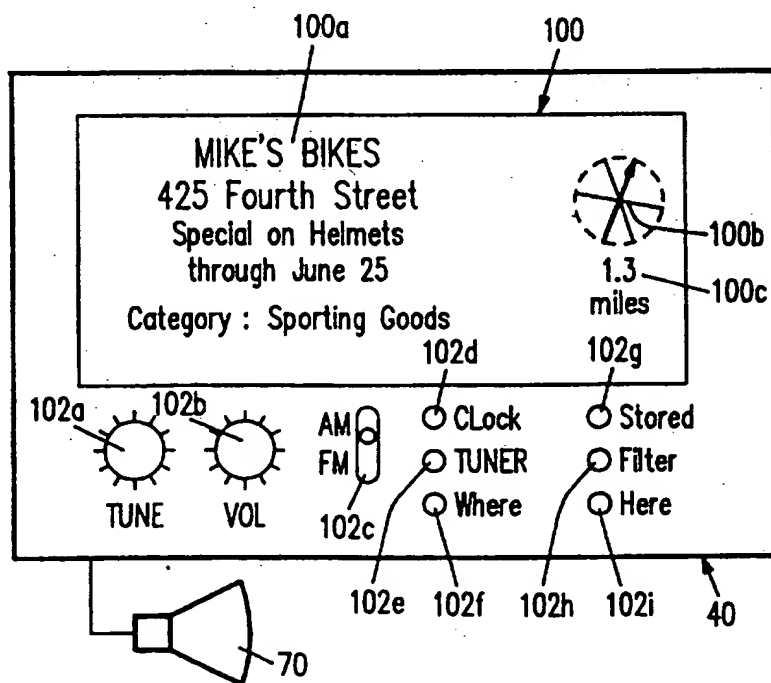 100a
100
MIKE'S BIKES
425 Fourth Street
Special on Helmets
through June 25
Category : Sporting Goods
100b
1.3
miles
100c
102d
102g
102a
102b
AM
FM
CLock
Stored
TUNER
Filter
TUNE
VOL
102c
Where
Here
102e
102f
102h
102i
40
70